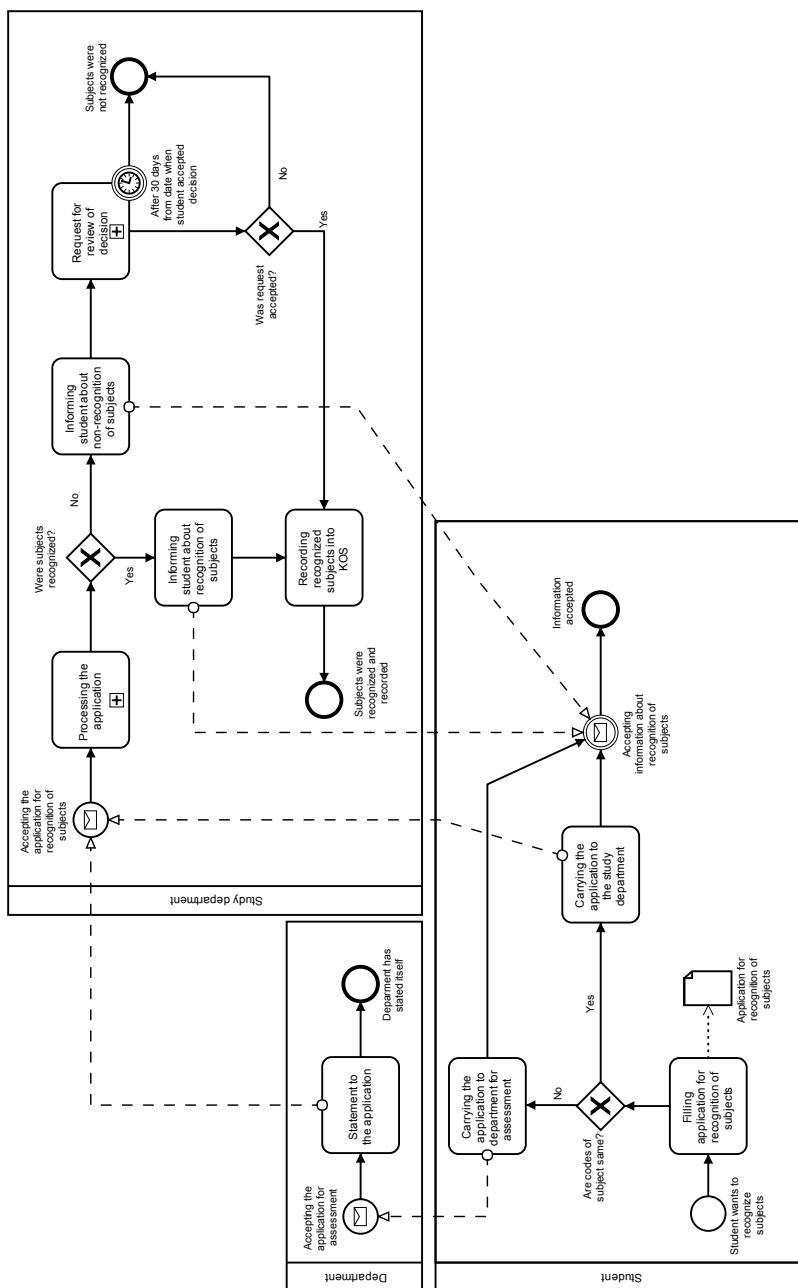 Study department
Accepting the
application for
recognition of
subjects
Processing the
application
Were subjects
recognized?
No
Yes
Informing
student about
non-recognition
of subjects
Request for
review of
decision
After 30 days
from date when
student accepted
decision
Subjects were
not recognized
Was request
accepted?
No
Yes
Informing
student about
recognition of
subjects
Recording
recognized
subjects into
KOS
Subjects were
recognized and
recorded
Department
Accepting the
application for
assessment
Statement to
the application
Deparment has
stated itself
Student
Student wants to
recognize
subjects
Filling
application for
recognition of
subjects
Application for
recognition of
subjects
Are codes of
subject same?
No
Yes
Carrying the
application to
department for
assessment
Carrying the
application to
the study
department
Accepting
information about
recognition of
subjects
Information
accepted